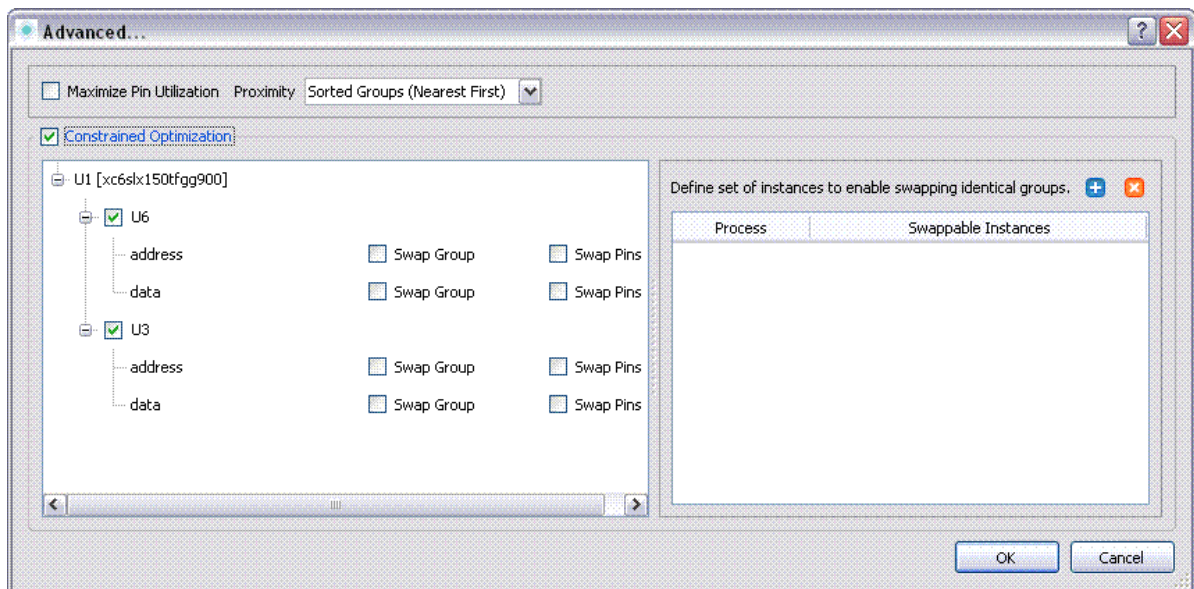 Advanced...
Maximize Pin Utilization Proximity Sorted Groups (Nearest First)
Constrained Optimization
U1 [xc6slx150tfgg900]
U6
address Swap Group Swap Pins
data Swap Group Swap Pins
U3
address Swap Group Swap Pins
data Swap Group Swap Pins
Define set of instances to enable swapping identical groups.
Process Swappable Instances
OK Cancel